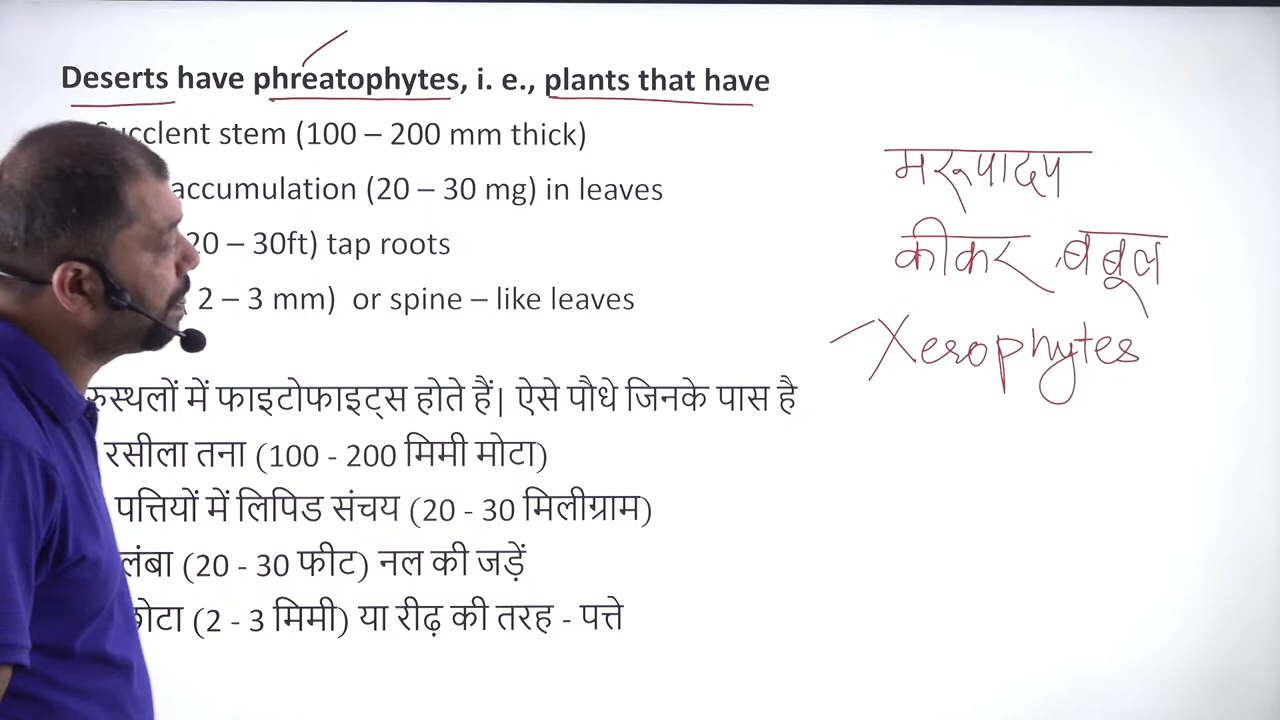 Deserts have phreatophytes, i. e., plants that have
Succlent stem (100 – 200 mm thick)
accumulation (20 – 30 mg) in leaves
20 – 30ft) tap roots
2 – 3 mm) or spine – like leaves
रुस्थलों में फाइटोफाइट्स होते हैं| ऐसे पौधे जिनके पास है
रसीला तना (100 - 200 मिमी मोटा)
पत्तियों में लिपिड संचय (20 - 30 मिलीग्राम)
लंबा (20 - 30 फीट) नल की जड़ें
छोटा (2 - 3 मिमी) या रीढ़ की तरह - पत्ते
मरूपादप
कीकर, बबूल
Xerophytes